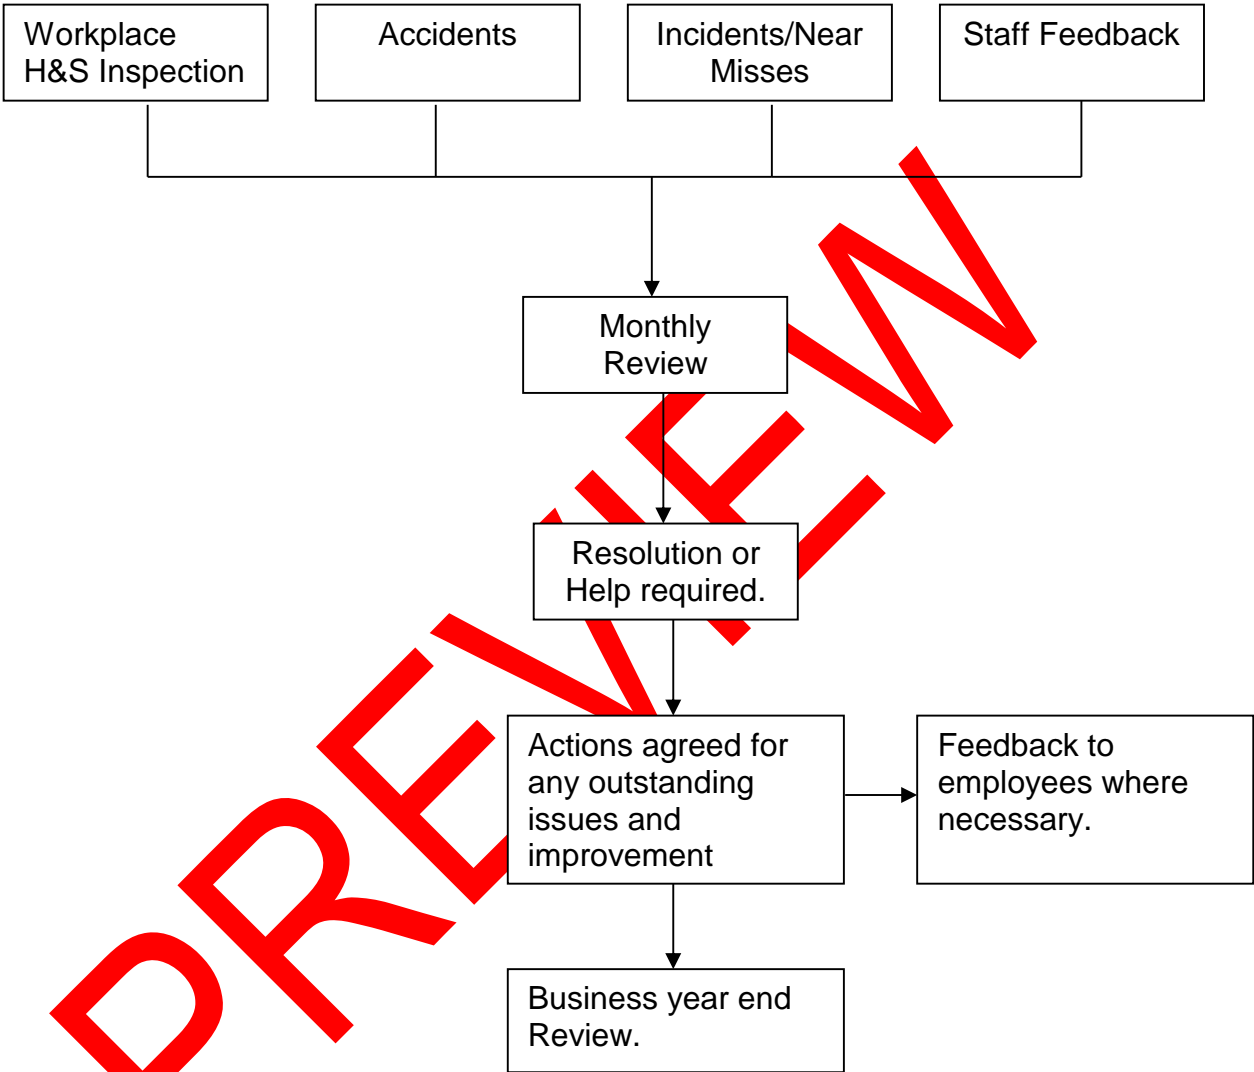 Workplace
H&S Inspection
Accidents
Incidents/Near
Misses
Staff Feedback
Monthly
Review
Resolution or
Help required.
Actions agreed for
any outstanding
issues and
improvement
Feedback to
employees where
necessary.
Business year end
Review.
PREVIEW